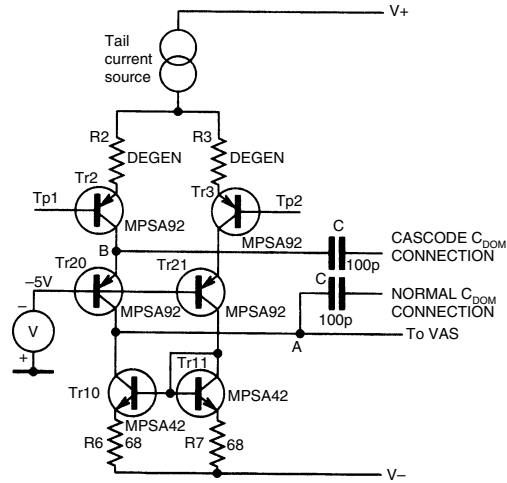 V+
Tail
current
source
R2
R3
DEGEN
DEGEN
Tr2
Tr3
Tp1
Tp2
MPSA92
MPSA92
C
100p
CASCODE C_DOM
CONNECTION
B
Tr20
Tr21
–5V
MPSA92
MPSA92
C
100p
NORMAL C_DOM
CONNECTION
–
V
+
To VAS
A
Tr10
Tr11
MPSA42
MPSA42
R6
68
R7
68
V–